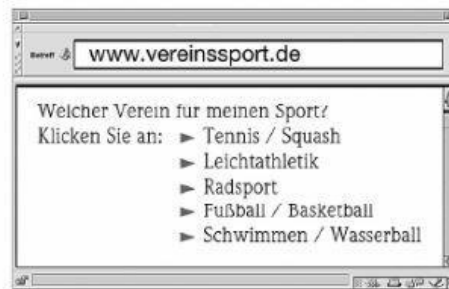 Betreff www.vereinssport.de
Welcher Verein für meinen Sport?
Klicken Sie an: ► Tennis / Squash
► Leichtathletik
► Radsport
► Fußball / Basketball
► Schwimmen / Wasserball